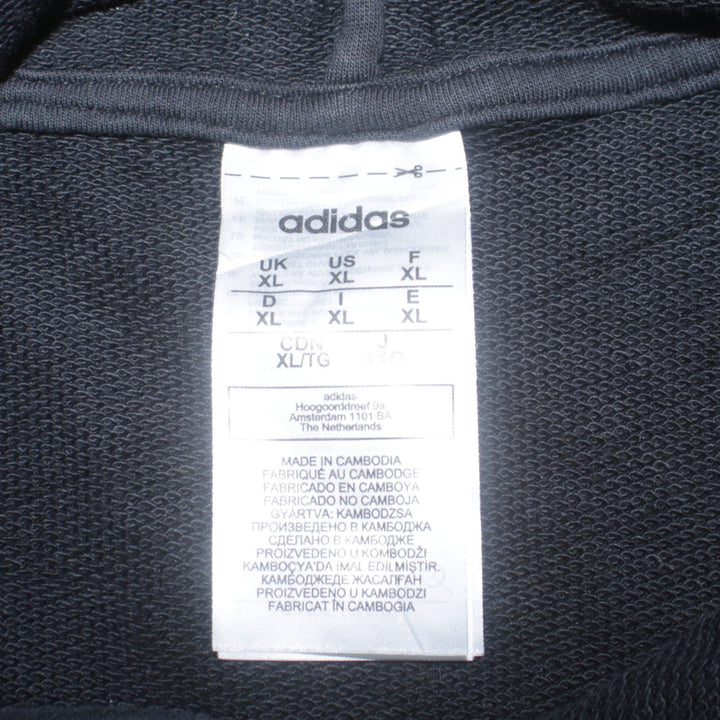 adidas
UK US F
XL XL XL
D I E
XL XL XL
CDN J
XL/TG
adidas
Hoogoorddreef 9a
Amsterdam 1101 BA
The Netherlands
MADE IN CAMBODIA
FABRIQUÉ AU CAMBODGE
FABRICADO EN CAMBOYA
FABRICADO NO CAMBOJA
GYÁRTVA: KAMBODZSA
ПРОИЗВЕДЕНО В КАМБОДЖА
СДЕЛАНО В КАМБОДЖЕ
PROIZVEDENO U KOMBODŽI
KAMBOÇYA'DA İMAL EDİLMİŞTİR.
КАМБОДЖЕДЕ ЖАСАЛҒАН
PROIZVEDENO U KAMBODZI
FABRICAT ÎN CAMBOGIA